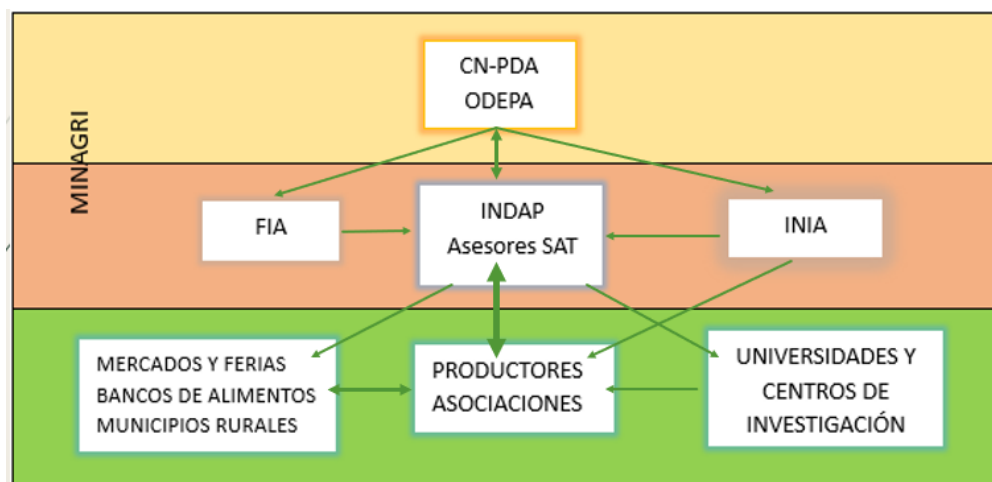 MINAGRI
CN-PDA
ODEPA
FIA
INDAP
Asesores SAT
INIA
MERCADOS Y FERIAS
BANCOS DE ALIMENTOS
MUNICIPIOS RURALES
PRODUCTORES
ASOCIACIONES
UNIVERSIDADES Y
CENTROS DE
INVESTIGACIÓN